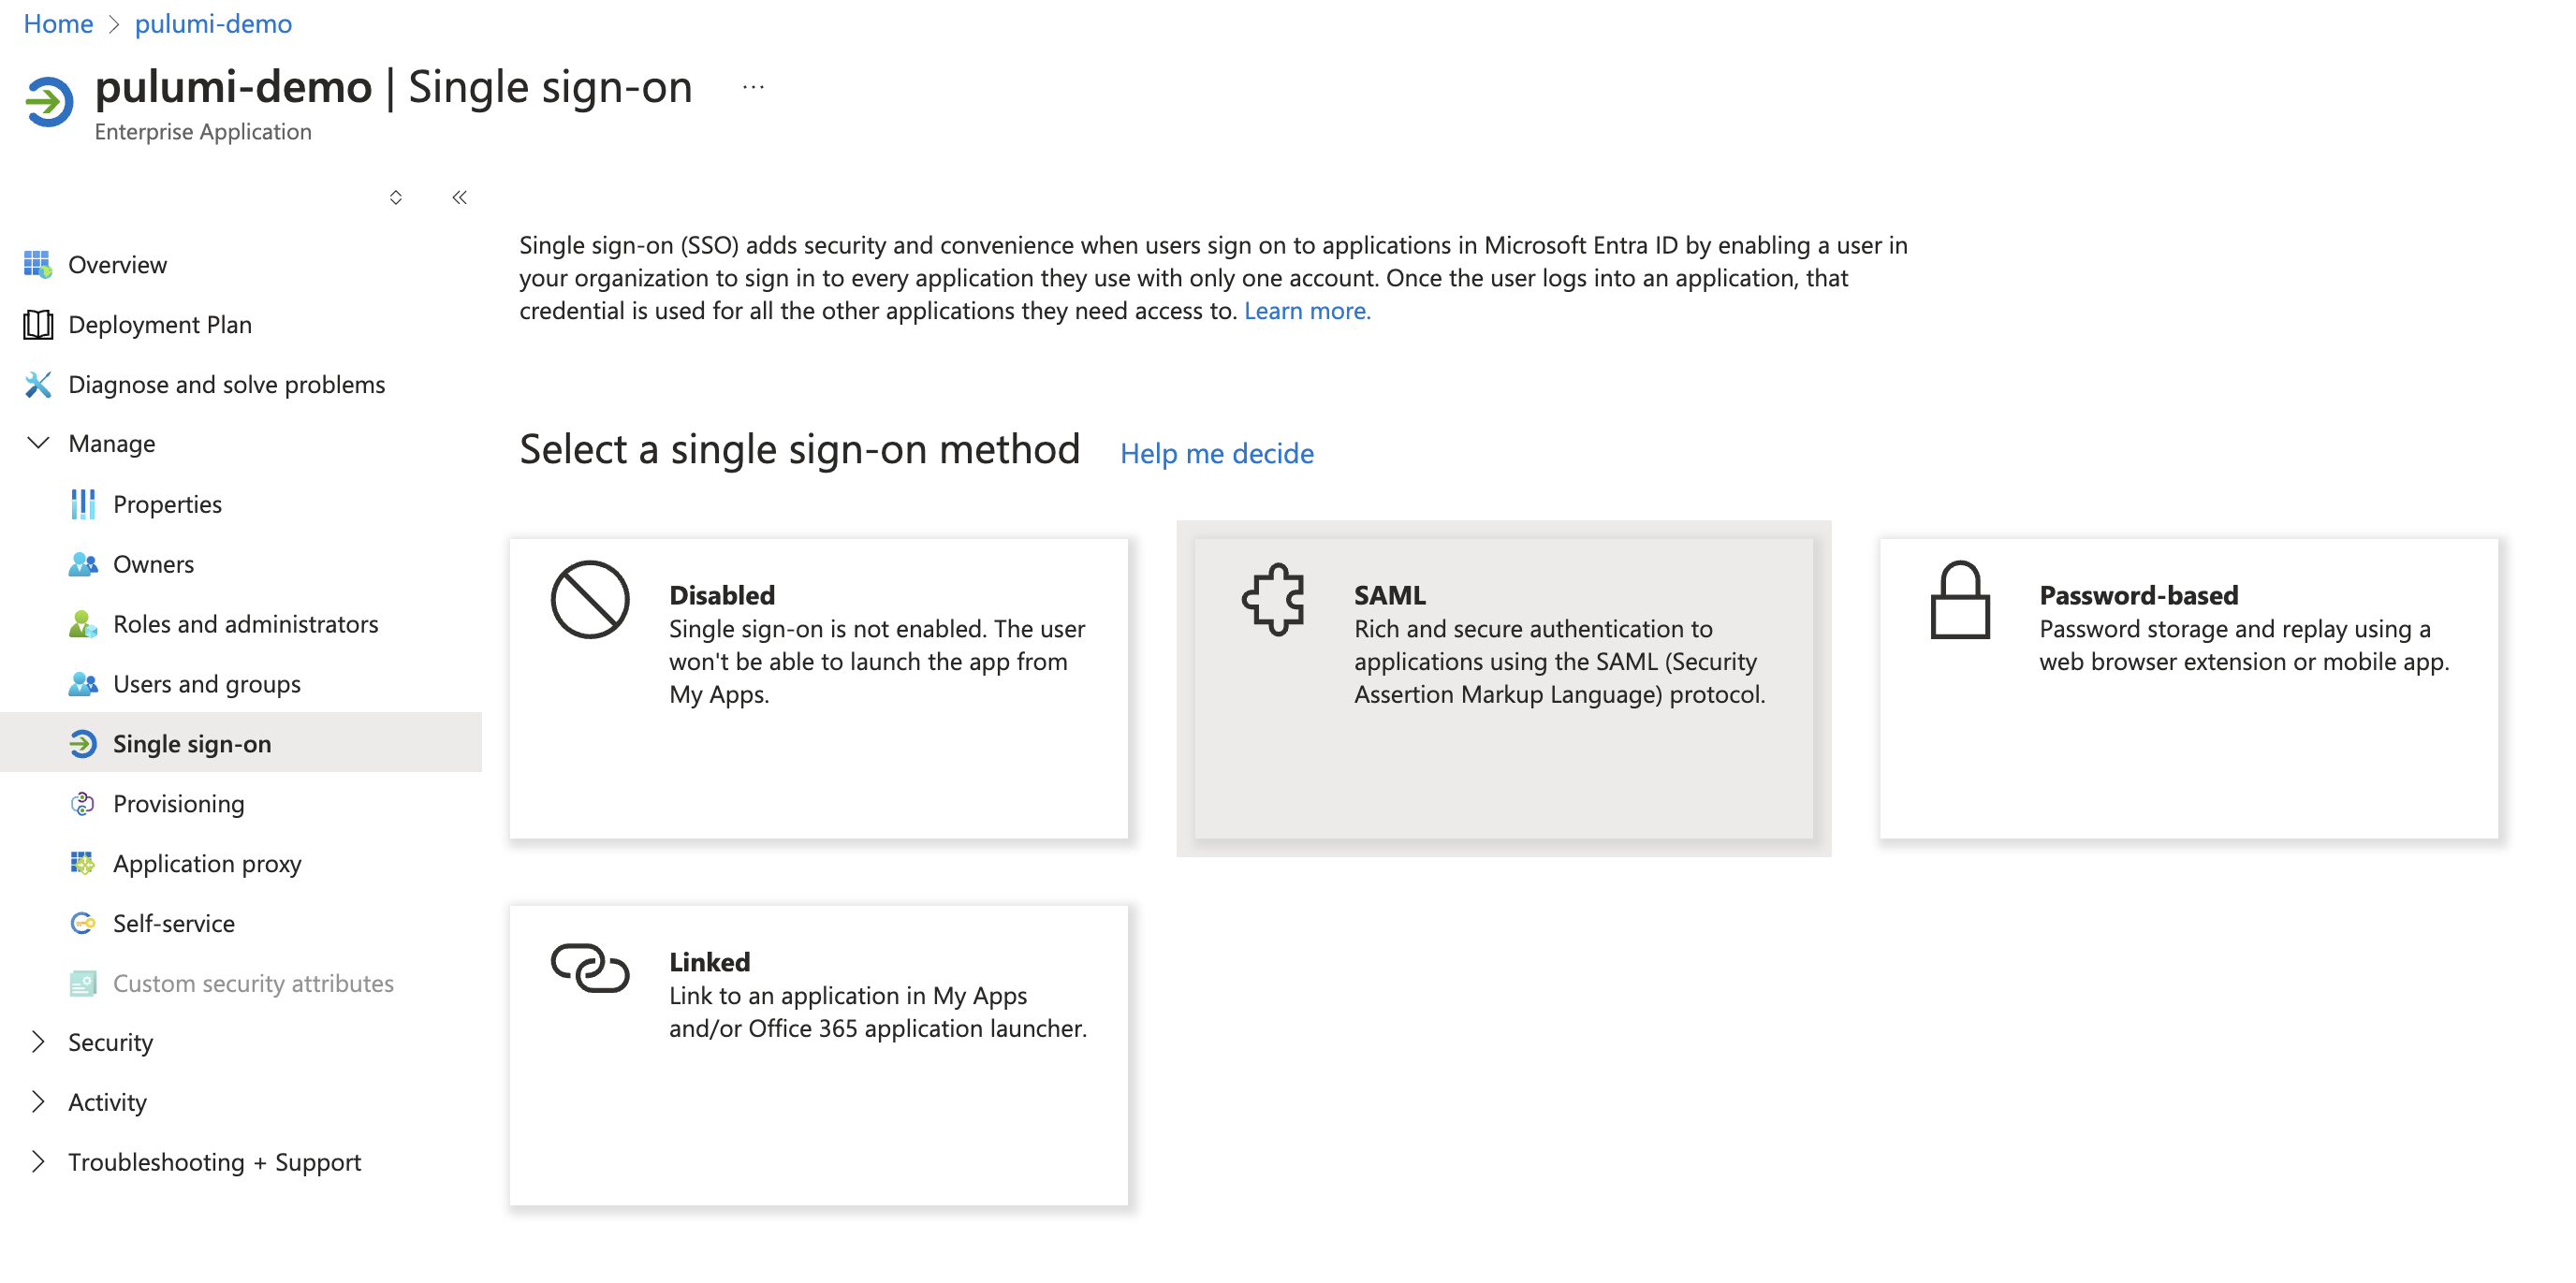 Home > pulumi-demo
pulumi-demo | Single sign-on ...
Enterprise Application
Overview
Deployment Plan
Diagnose and solve problems
Manage
Properties
Owners
Roles and administrators
Users and groups
Single sign-on
Provisioning
Application proxy
Self-service
Custom security attributes
Security
Activity
Troubleshooting + Support
Single sign-on (SSO) adds security and convenience when users sign on to applications in Microsoft Entra ID by enabling a user in
your organization to sign in to every application they use with only one account. Once the user logs into an application, that
credential is used for all the other applications they need access to. Learn more.
Select a single sign-on method Help me decide
Disabled
Single sign-on is not enabled. The user
won't be able to launch the app from
My Apps.
SAML
Rich and secure authentication to
applications using the SAML (Security
Assertion Markup Language) protocol.
Password-based
Password storage and replay using a
web browser extension or mobile app.
Linked
Link to an application in My Apps
and/or Office 365 application launcher.